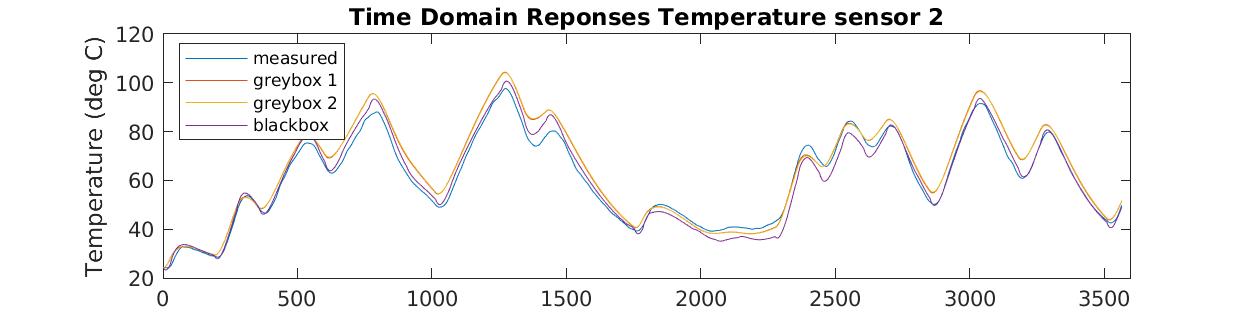 Time Domain Reponses Temperature sensor 2
Temperature (deg C)
120
100
80
60
40
20
measured
greybox 1
greybox 2
blackbox
0 500 1000 1500 2000 2500 3000 3500